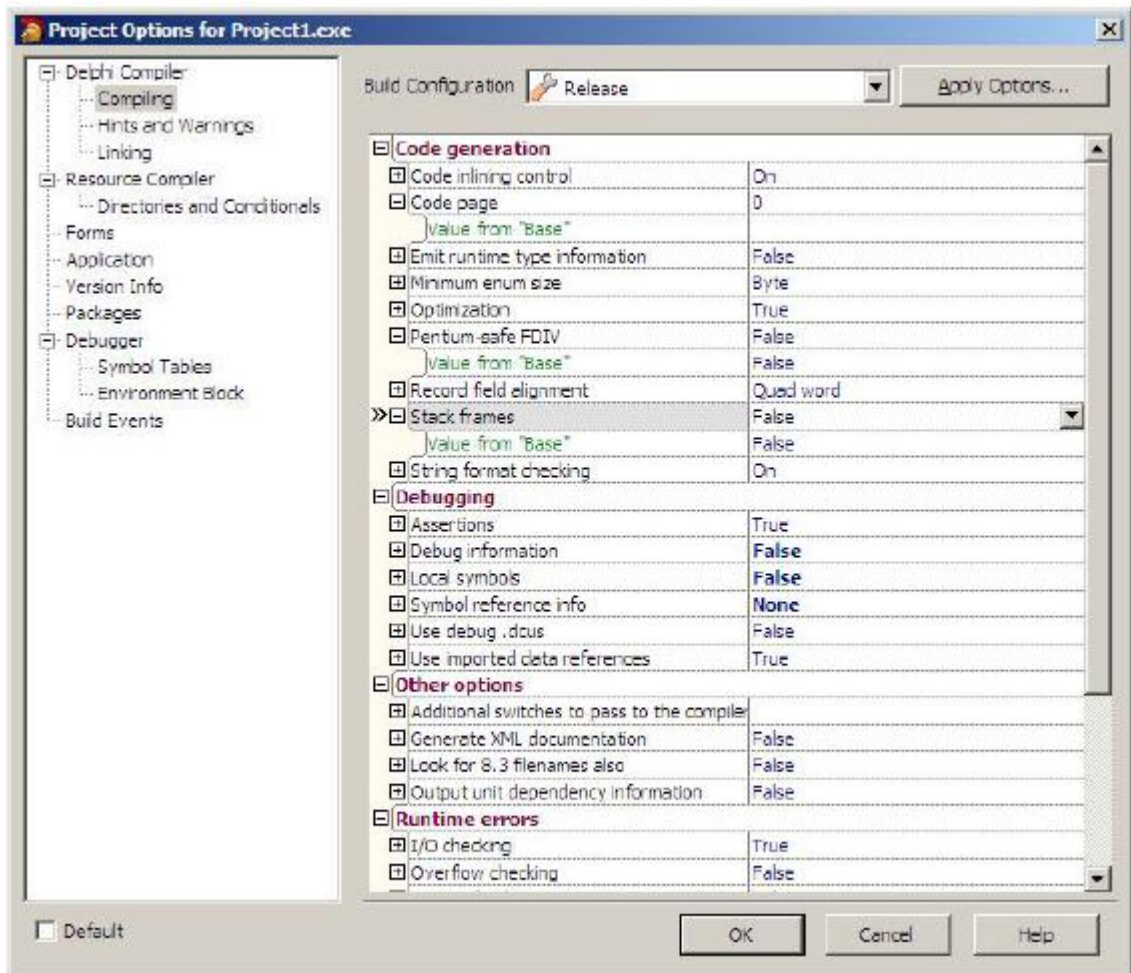 Project Options for Project1.exe
Delphi Compiler
Compiling
Hints and Warnings
Linking
Resource Compiler
Directories and Conditionals
Forms
Application
Version Info
Packages
Debugger
Symbol Tables
Environment Block
Build Events
Build Configuration Release Apply Options...
Code generation
Code inlining control On
Code page 0
Value from "Base"
Emit runtime type information False
Minimum enum size Byte
Optimization True
Pentium-safe FDIV False
Value from "Base" False
Record field alignment Quad word
Stack frames False
Value from "Base" False
String format checking On
Debugging
Assertions True
Debug information False
Local symbols False
Symbol reference info None
Use debug .dcus False
Use imported data references True
Other options
Additional switches to pass to the compiler
Generate XML documentation False
Look for 8.3 filenames also False
Output unit dependency information False
Runtime errors
I/O checking True
Overflow checking False
Default
OK Cancel Help